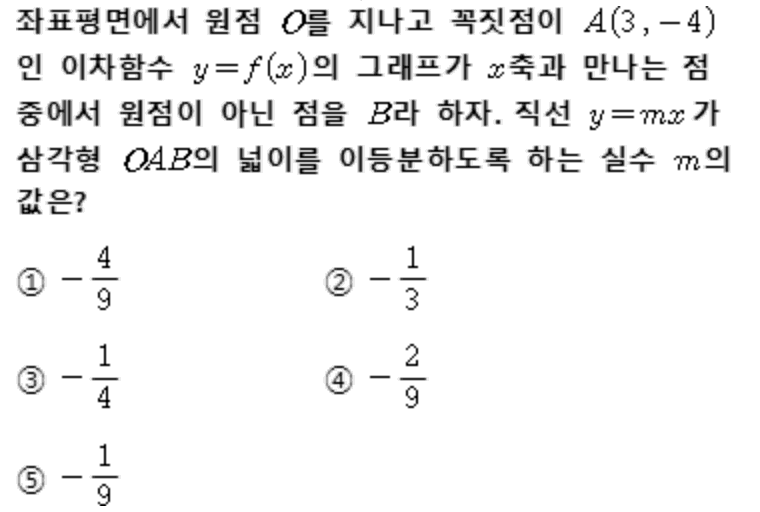 좌표평면에서 원점 O를 지나고 꼭짓점이 A(3, -4)
인 이차함수 y=f(x)의 그래프가 x축과 만나는 점
중에서 원점이 아닌 점을 B라 하자. 직선 y=mx가
삼각형 OAB의 넓이를 이등분하도록 하는 실수 m의
값은?
① -4/9 ② -1/3
③ -1/4 ④ -2/9
⑤ -1/9